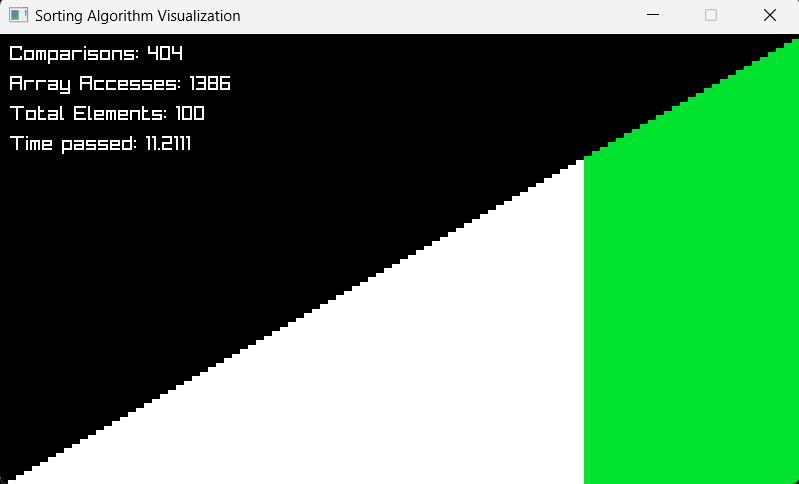 Sorting Algorithm Visualization
Comparisons: 404
Array Accesses: 1386
Total Elements: 100
Time passed: 11.2111